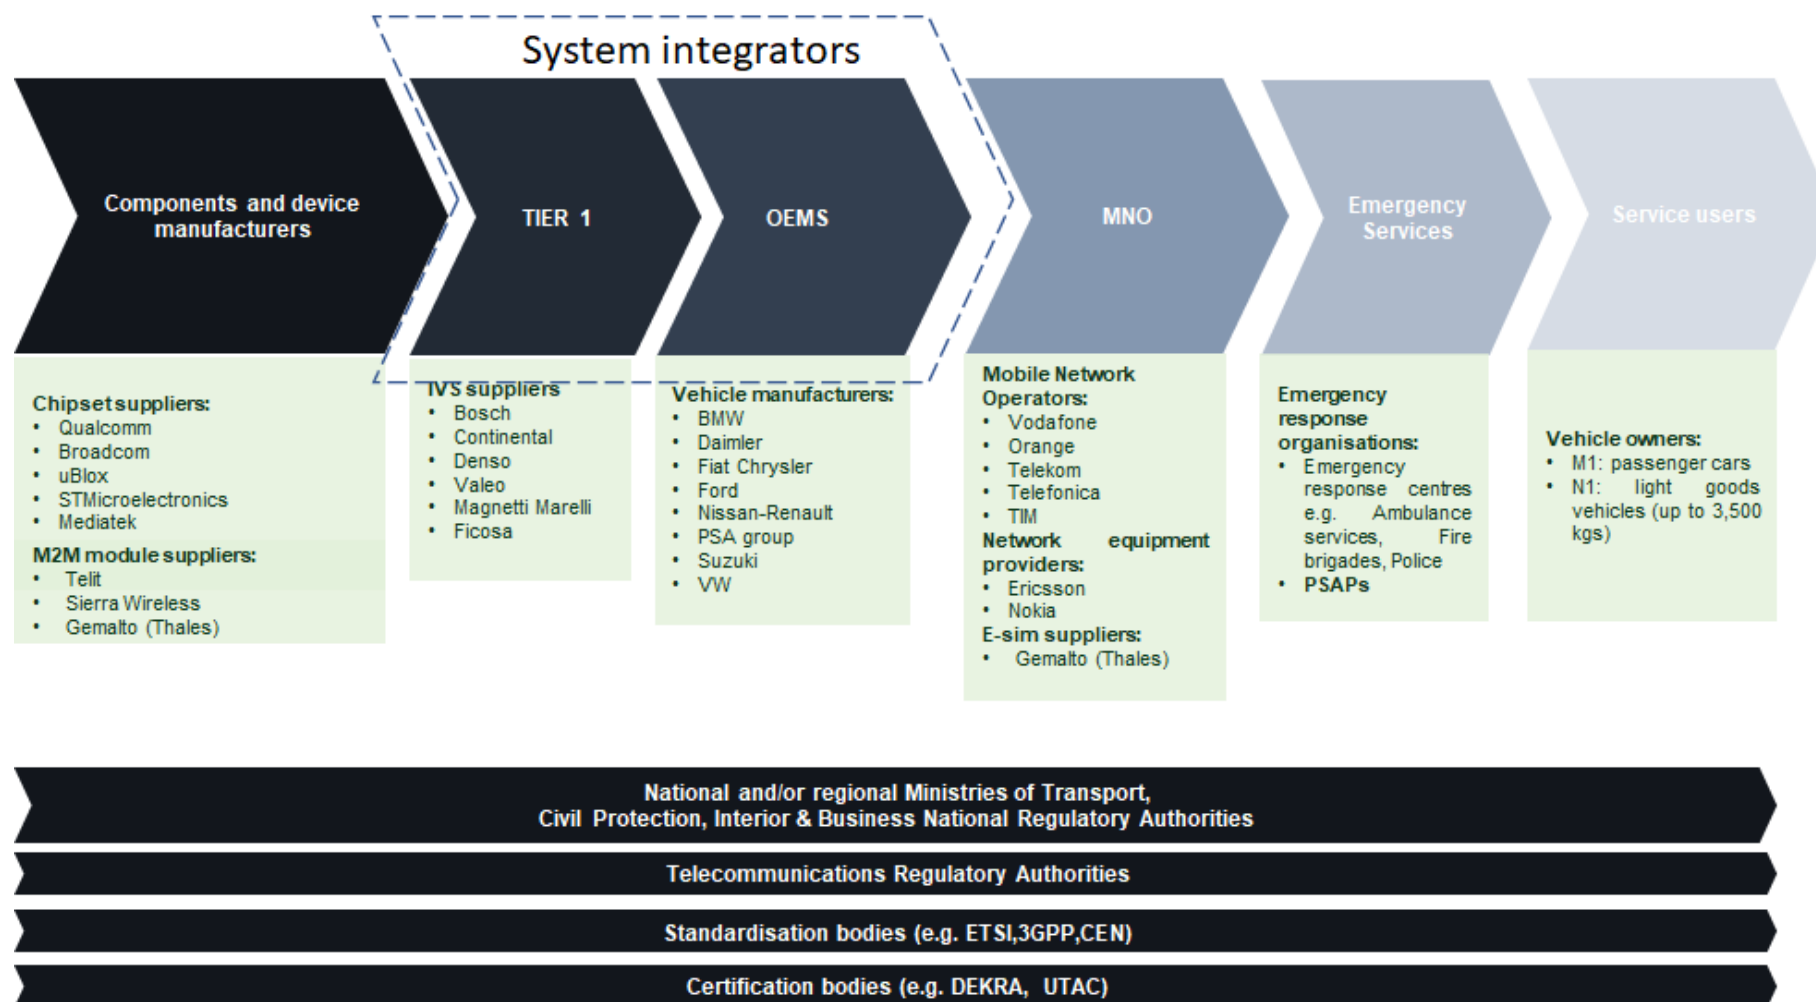 System integrators
Components and device
manufacturers
TIER 1
OEMS
MNO
Emergency
Services
Service users
Chipset suppliers:
• Qualcomm
• Broadcom
• uBlox
• STMicroelectronics
• Mediatek
M2M module suppliers:
• Telit
• Sierra Wireless
• Gemalto (Thales)
IVS suppliers
• Bosch
• Continental
• Denso
• Valeo
• Magnetti Marelli
• Ficosa
Vehicle manufacturers:
• BMW
• Daimler
• Fiat Chrysler
• Ford
• Nissan-Renault
• PSA group
• Suzuki
• VW
Mobile Network
Operators:
• Vodafone
• Orange
• Telekom
• Telefonica
• TIM
Network equipment
providers:
• Ericsson
• Nokia
E-sim suppliers:
• Gemalto (Thales)
Emergency
response
organisations:
• Emergency
response centres
e.g. Ambulance
services, Fire
brigades, Police
• PSAPs
Vehicle owners:
• M1: passenger cars
• N1: light goods
vehicles (up to 3,500
kgs)
National and/or regional Ministries of Transport,
Civil Protection, Interior & Business National Regulatory Authorities
Telecommunications Regulatory Authorities
Standardisation bodies (e.g. ETSI,3GPP,CEN)
Certification bodies (e.g. DEKRA, UTAC)